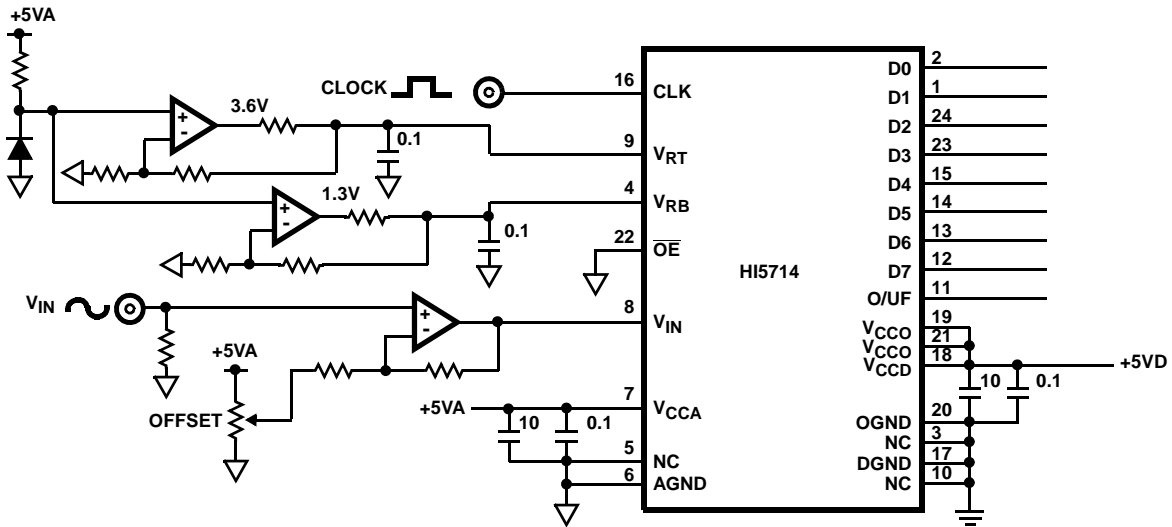 +5VA
3.6V
0.1
1.3V
0.1
CLOCK
V_IN
+5VA
OFFSET
+5VA
10
0.1
16 CLK
9 V_RT
4 V_RB
22 OE
8 V_IN
7 V_CCA
5 NC
6 AGND
HI5714
D0 2
D1 1
D2 24
D3 23
D4 15
D5 14
D6 13
D7 12
O/UF 11
V_CCO 19
V_CCO 21
V_CCD 18
+5VD
10
0.1
OGND 20
NC 3
DGND 17
NC 10